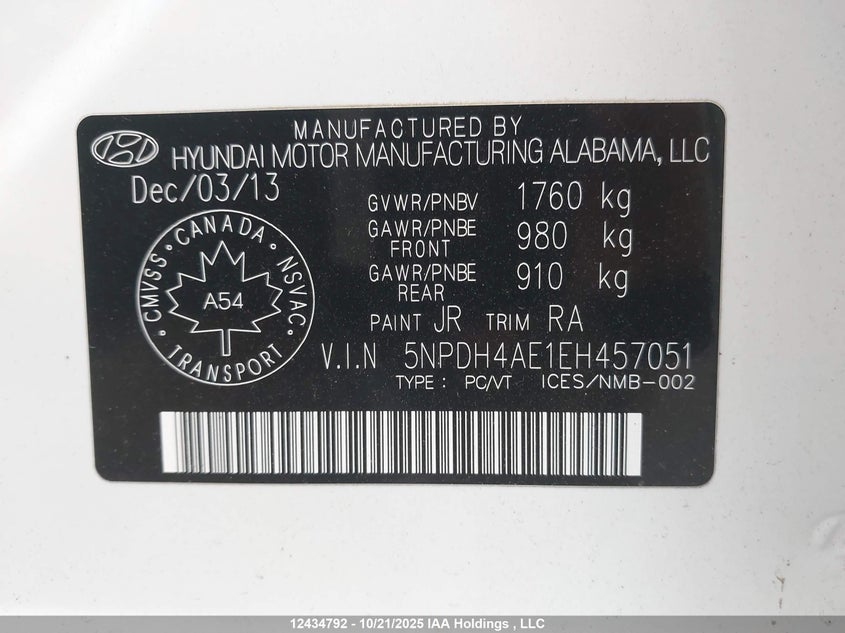 MANUFACTURED BY
HYUNDAI MOTOR MANUFACTURING ALABAMA, LLC
Dec/03/13
GVWR/PNBV 1760 kg
GAWR/PNBE FRONT 980 kg
GAWR/PNBE REAR 910 kg
PAINT JR TRIM RA
CANADA
CMVSS
NSVAC
A54
TRANSPORT
V.I.N 5NPDH4AE1EH457051
TYPE : PC/VT ICES/NMB-002
12434792 - 10/21/2025 IAA Holdings , LLC